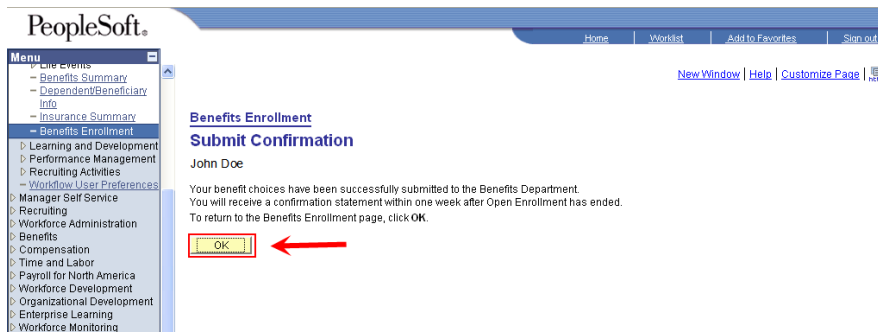 PeopleSoft®
Home Worklist Add to Favorites Sign out
Menu
Life Events
Benefits Summary
Dependent/Beneficiary
Info
Insurance Summary
Benefits Enrollment
Learning and Development
Performance Management
Recruiting Activities
Workflow User Preferences
Manager Self Service
Recruiting
Workforce Administration
Benefits
Compensation
Time and Labor
Payroll for North America
Workforce Development
Organizational Development
Enterprise Learning
Workforce Monitoring
New Window | Help | Customize Page |
Benefits Enrollment
Submit Confirmation
John Doe
Your benefit choices have been successfully submitted to the Benefits Department.
You will receive a confirmation statement within one week after Open Enrollment has ended.
To return to the Benefits Enrollment page, click OK.
OK